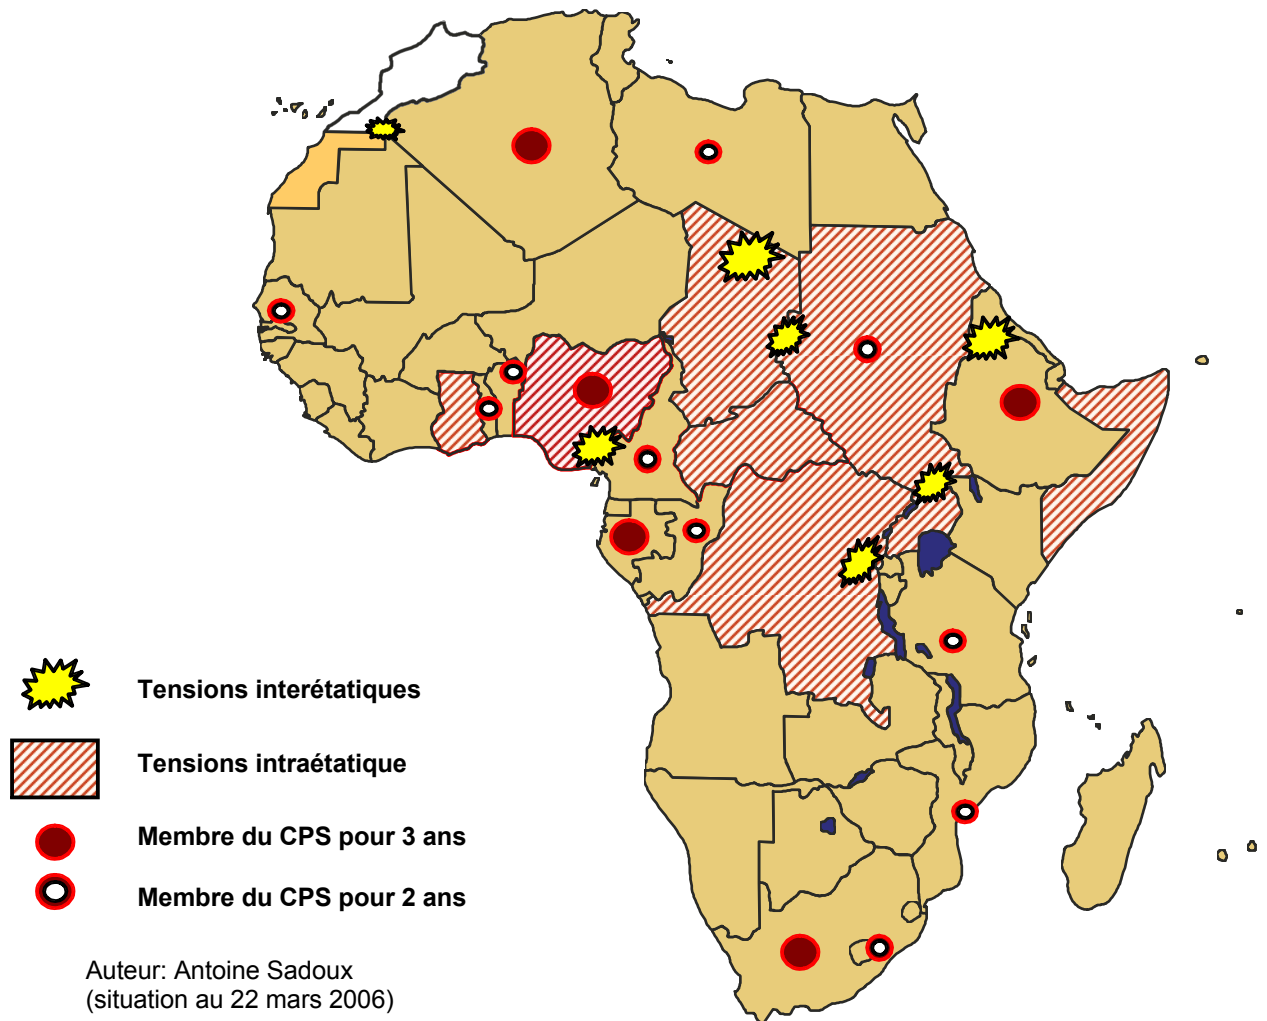 Tensions interétatiques
Tensions intraétatique
Membre du CPS pour 3 ans
Membre du CPS pour 2 ans
Auteur: Antoine Sadoux
(situation au 22 mars 2006)